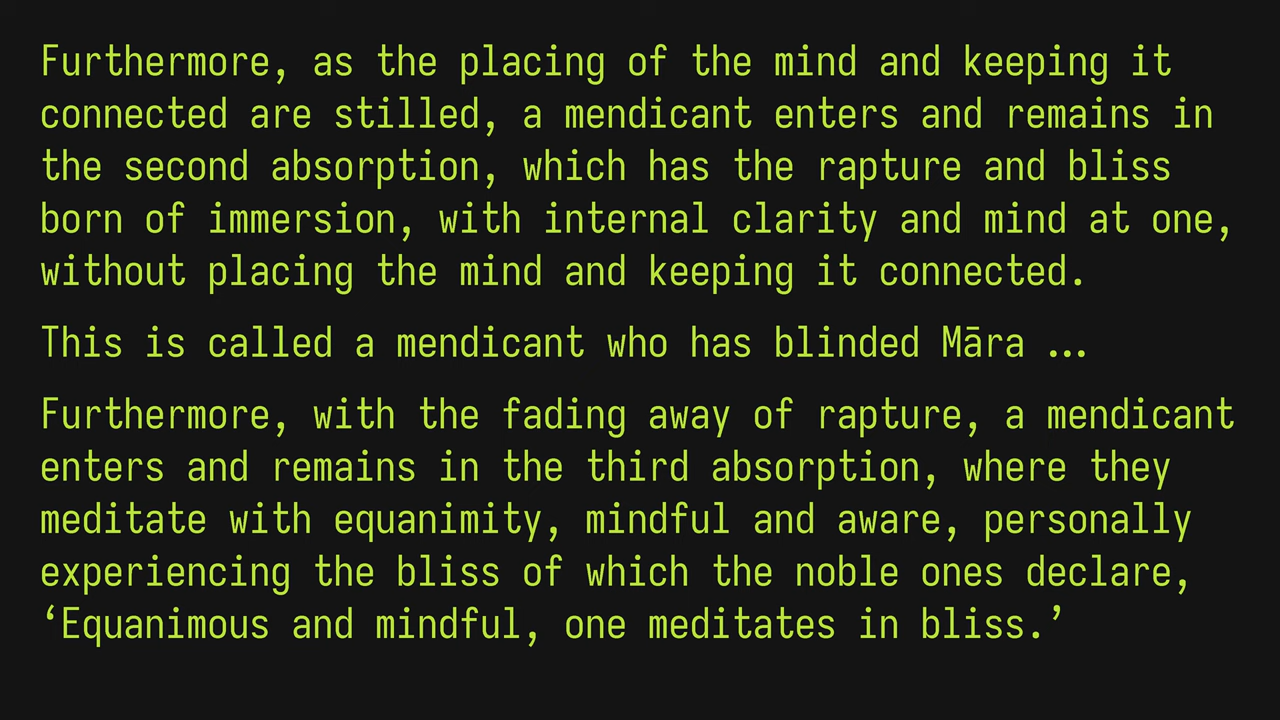 Furthermore, as the placing of the mind and keeping it
connected are stilled, a mendicant enters and remains in
the second absorption, which has the rapture and bliss
born of immersion, with internal clarity and mind at one,
without placing the mind and keeping it connected.
This is called a mendicant who has blinded Māra ...
Furthermore, with the fading away of rapture, a mendicant
enters and remains in the third absorption, where they
meditate with equanimity, mindful and aware, personally
experiencing the bliss of which the noble ones declare,
‘Equanimous and mindful, one meditates in bliss.’